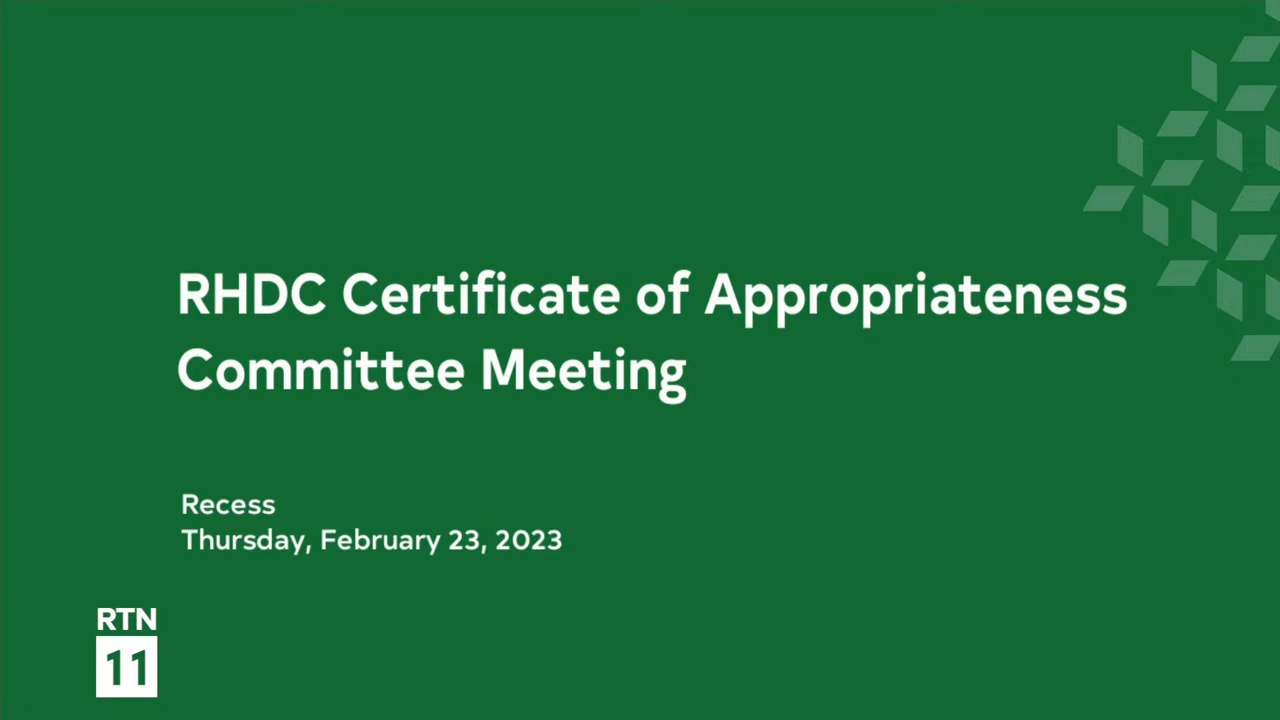 RHDC Certificate of Appropriateness
Committee Meeting
Recess
Thursday, February 23, 2023
RTN
11